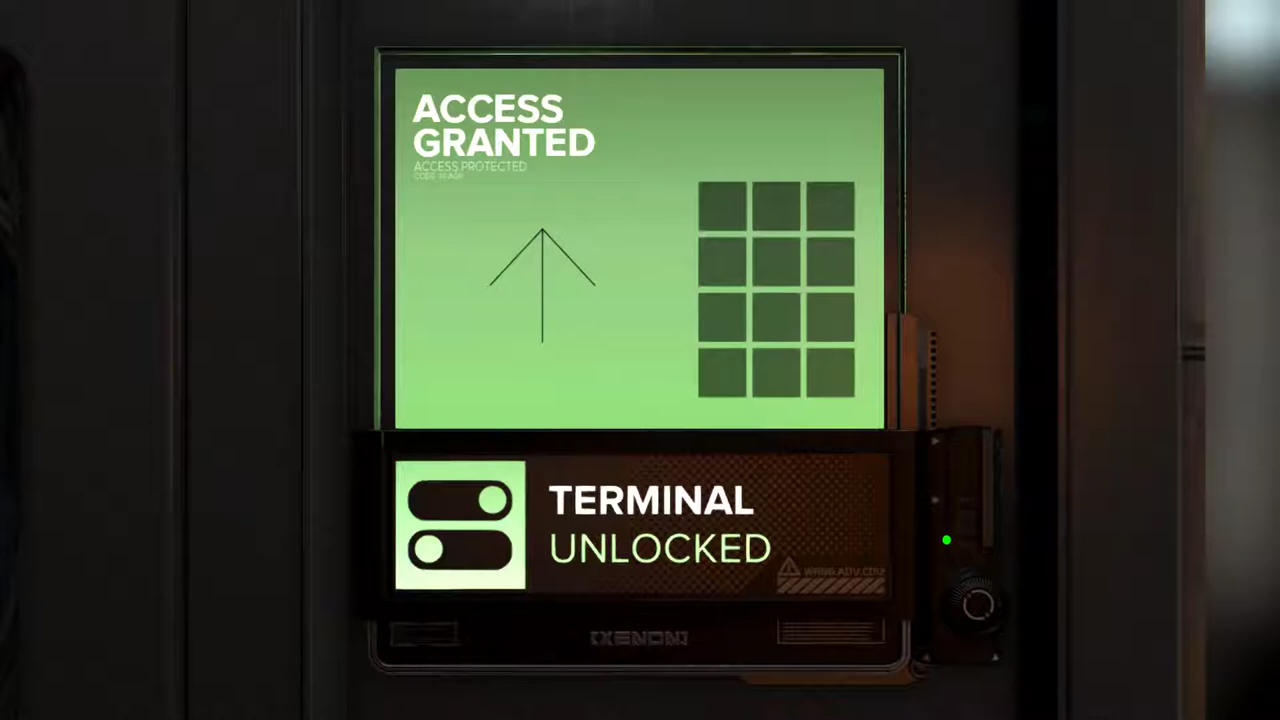 ACCESS
GRANTED
ACCESS PROTECTED
TERMINAL
UNLOCKED
XENON